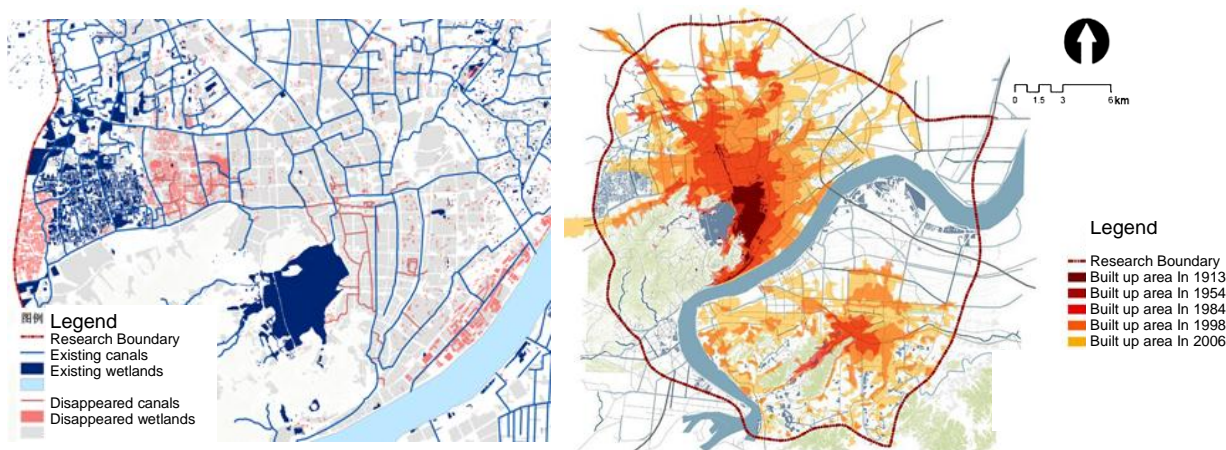 图例
Legend
Research Boundary
Existing canals
Existing wetlands
Disappeared canals
Disappeared wetlands
0 1.5 3 6 km
Legend
Research Boundary
Built up area In 1913
Built up area In 1954
Built up area In 1984
Built up area In 1998
Built up area In 2006